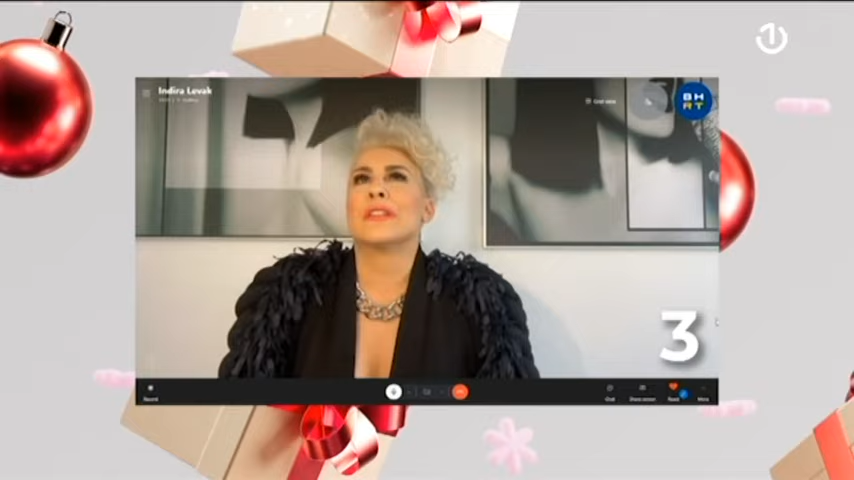 Indira Levak
BH
RT
Grid view
3
Record
Chat
Share screen
React
More